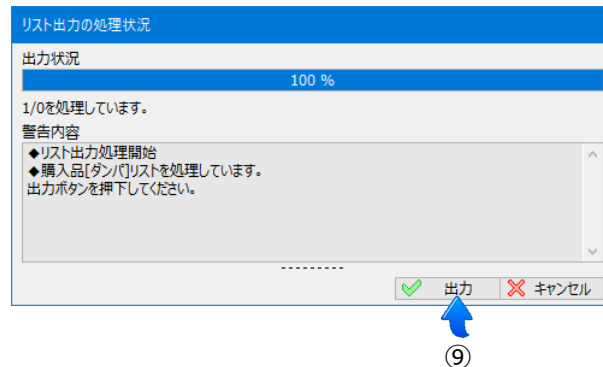 リスト出力の処理状況
出力状況
100 %
1/0を処理しています。
警告内容
◆リスト出力処理開始
◆購入品[ダンパ]リストを処理しています。
出力ボタンを押下してください。
出力 キャンセル
⑨